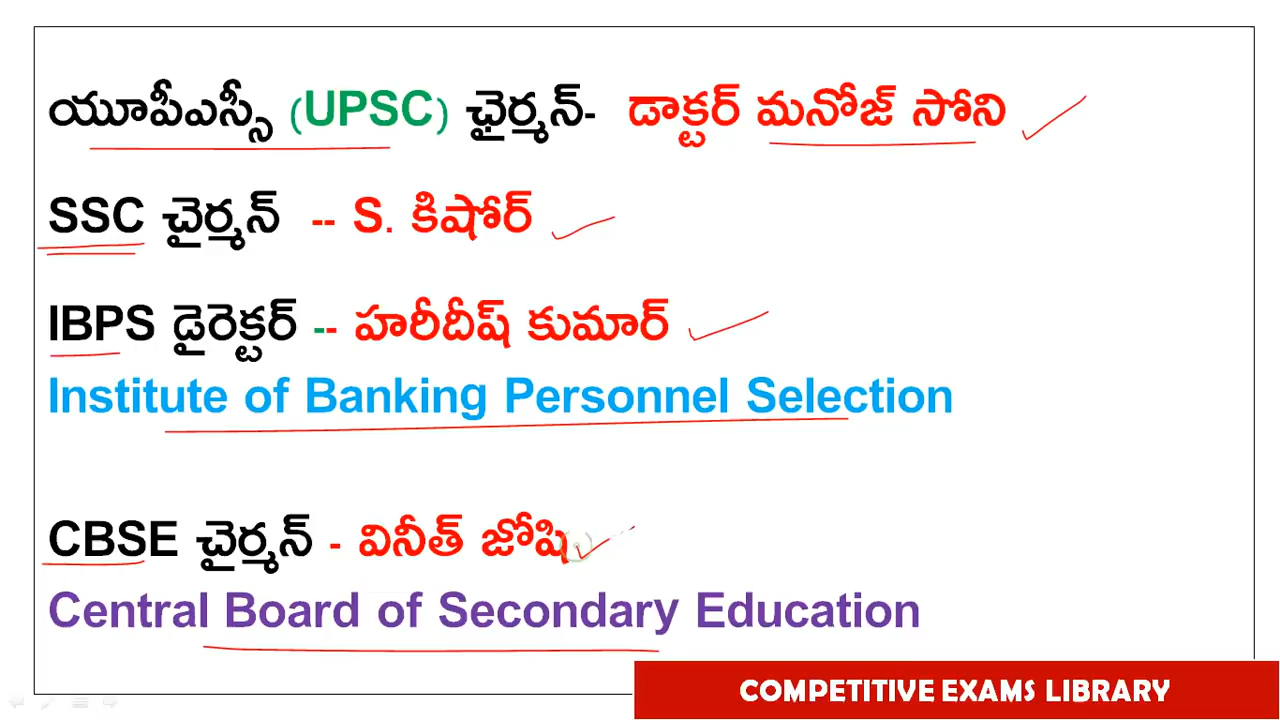 యూపీఎస్సీ (UPSC) ఛైర్మన్- డాక్టర్ మనోజ్ సోని
SSC చైర్మన్ -- S. కిషోర్
IBPS డైరెక్టర్ -- హరీదీష్ కుమార్
Institute of Banking Personnel Selection
CBSE చైర్మన్ - వినీత్ జోషి
Central Board of Secondary Education
COMPETITIVE EXAMS LIBRARY